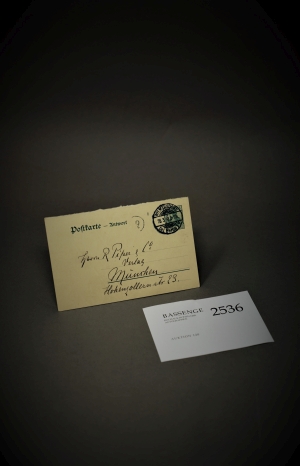 Postkarte — Antwort
Herrn R Piper & Co
Verlag
München
Hohenzollernstr. 23.
BASSENGE
2536